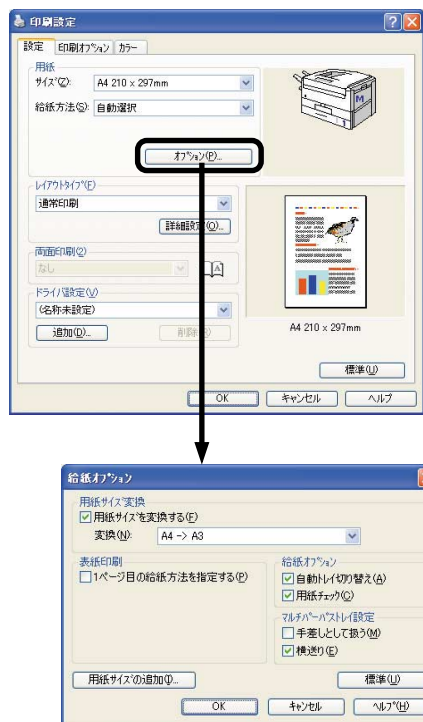 印刷設定
設定 印刷オプション カラー
用紙
サイズ(Z): A4 210 x 297mm
給紙方法(S): 自動選択
オプション(P)...
M
レイアウトタイプ(E)
通常印刷
詳細設定(O)...
両面印刷(2)
なし
A
ドライバ設定(V)
(名称未設定)
追加(D)...
A4 210 x 297mm
標準(U)
OK キャンセル ヘルプ
給紙オプション
用紙サイズ変換
用紙サイズを変換する(F)
変換(N): A4 -> A3
表紙印刷
1ページ目の給紙方法を指定する(P)
給紙オプション
自動トレイ切り替え(A)
用紙チェック(C)
マルチパーパストレイ設定
手差しとして扱う(M)
横送り(E)
用紙サイズの追加(I)...
標準(U)
OK キャンセル ヘルプ(H)